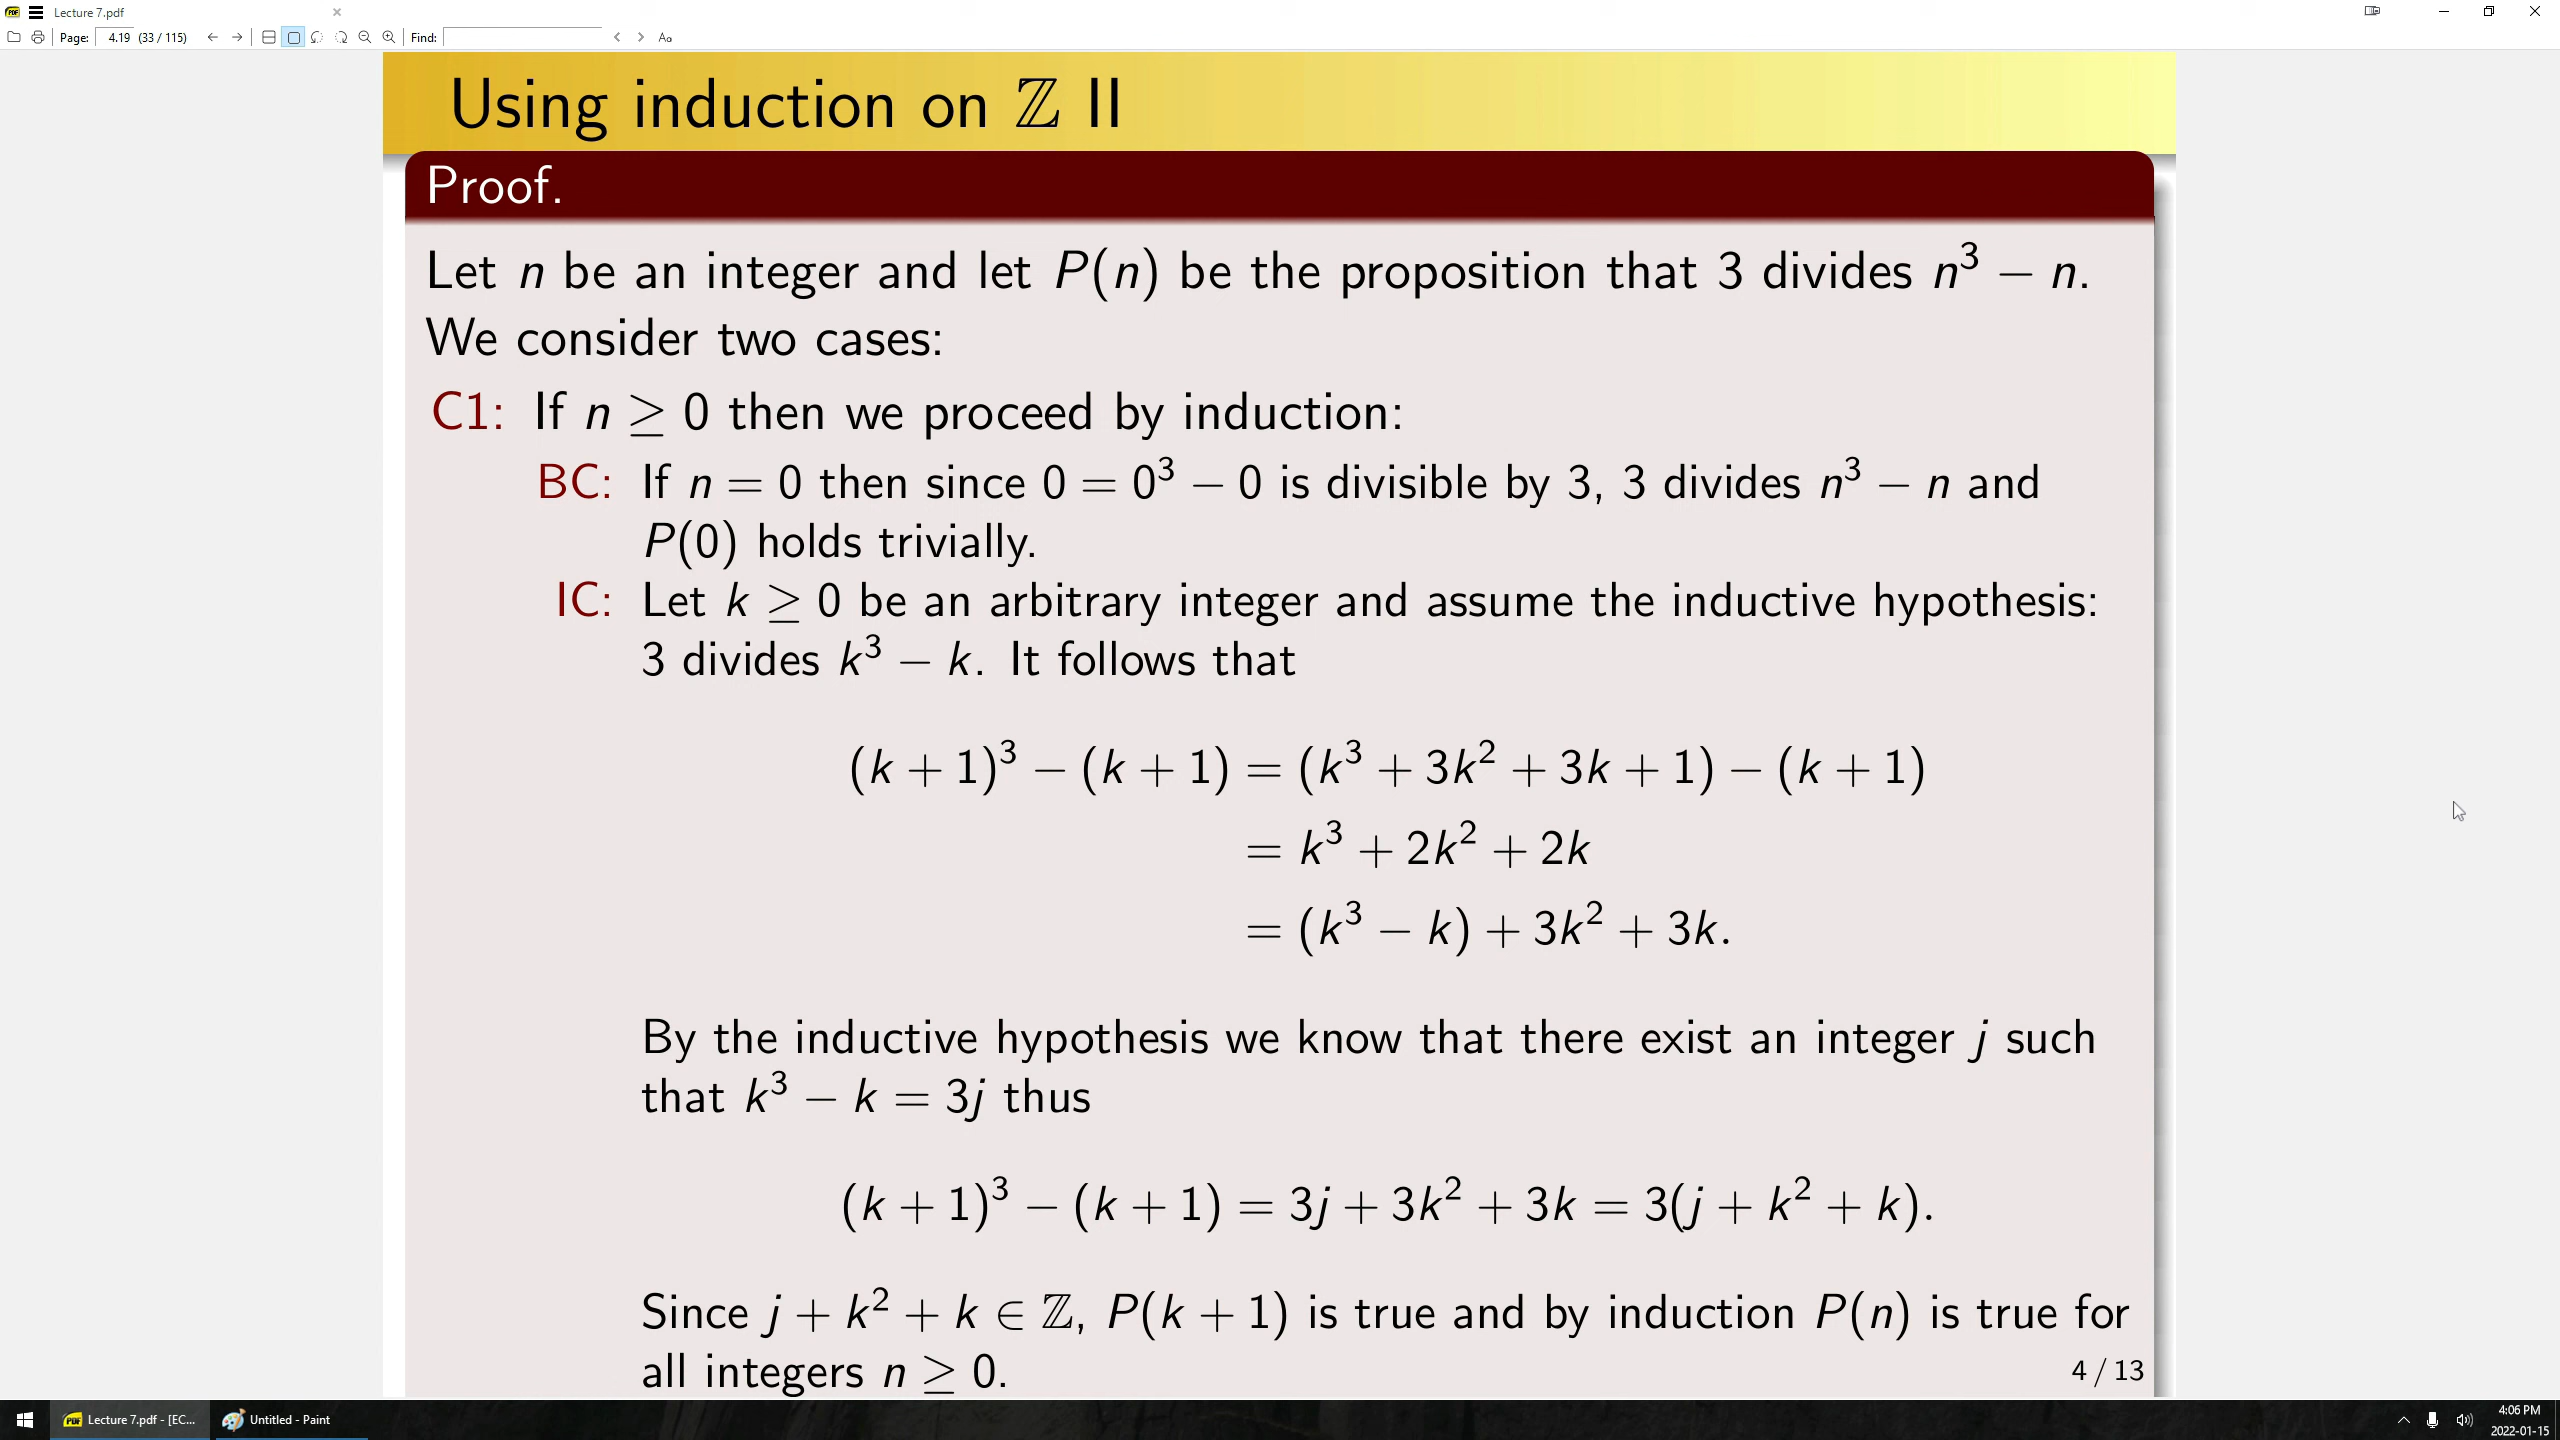 Lecture 7.pdf
Page: 4.19 (33 / 115) Find: Aa
Using induction on ℤ II
Proof.
Let n be an integer and let P(n) be the proposition that 3 divides n³ − n.
We consider two cases:
C1: If n ≥ 0 then we proceed by induction:
BC: If n = 0 then since 0 = 0³ − 0 is divisible by 3, 3 divides n³ − n and
P(0) holds trivially.
IC: Let k ≥ 0 be an arbitrary integer and assume the inductive hypothesis:
3 divides k³ − k. It follows that
(k + 1)³ − (k + 1) = (k³ + 3k² + 3k + 1) − (k + 1)
= k³ + 2k² + 2k
= (k³ − k) + 3k² + 3k.
By the inductive hypothesis we know that there exist an integer j such
that k³ − k = 3j thus
(k + 1)³ − (k + 1) = 3j + 3k² + 3k = 3(j + k² + k).
Since j + k² + k ∈ ℤ, P(k + 1) is true and by induction P(n) is true for
all integers n ≥ 0.
4 / 13
Lecture 7.pdf - [EC... Untitled - Paint
4:06 PM
2022-01-15